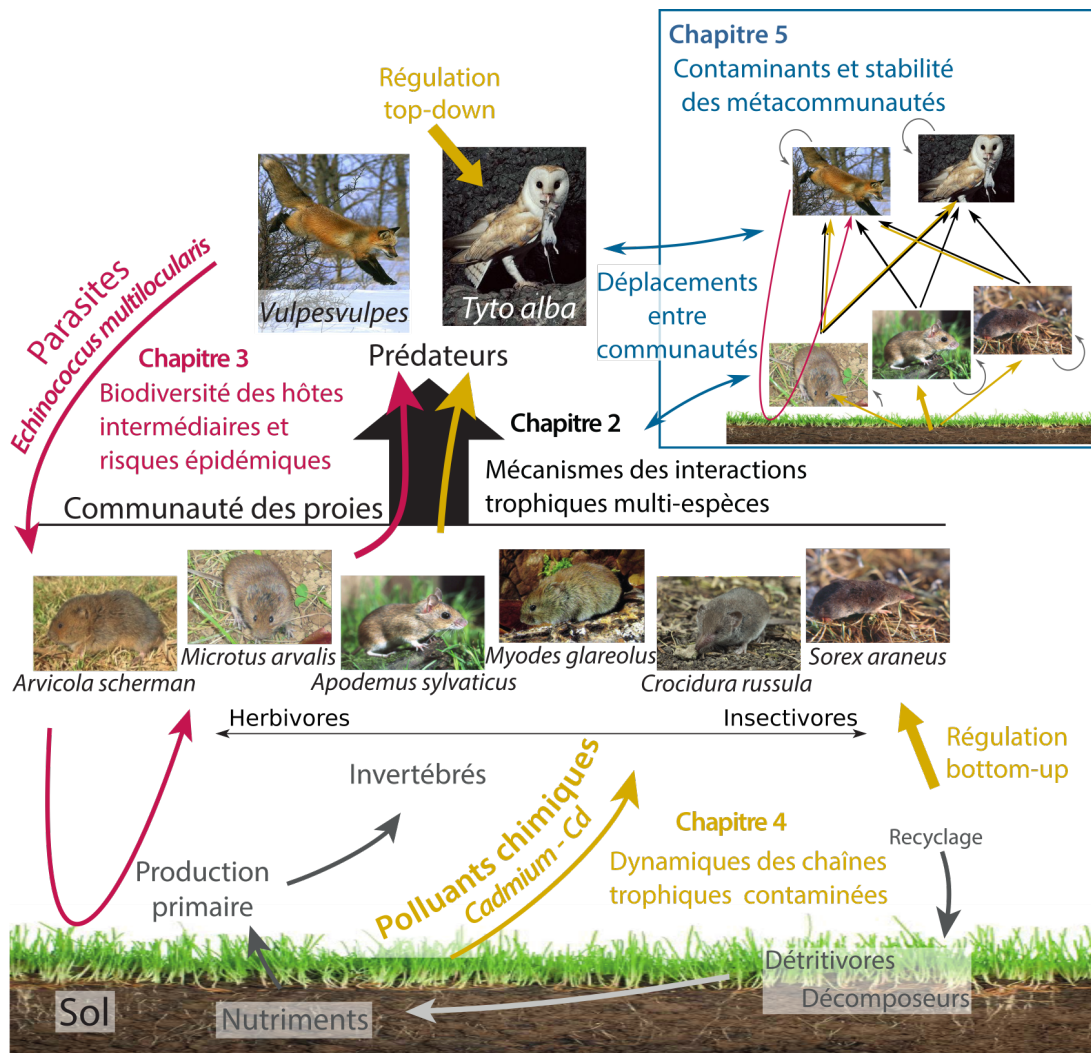 Chapitre 5
Contaminants et stabilité
des métacommunautés
Régulation
top-down
Vulpesvulpes
Tyto alba
Déplacements
entre
communautés
Parasites
Echinococcus multilocularis
Chapitre 3
Biodiversité des hôtes
intermédiaires et
risques épidémiques
Prédateurs
Chapitre 2
Mécanismes des interactions
trophiques multi-espèces
Communauté des proies
Arvicola scherman
Microtus arvalis
Apodemus sylvaticus
Myodes glareolus
Crocidura russula
Sorex araneus
Herbivores
Insectivores
Régulation
bottom-up
Invertébrés
Polluants chimiques
Cadmium - Cd
Chapitre 4
Dynamiques des chaînes
trophiques contaminées
Recyclage
Production
primaire
Détritivores
Décomposeurs
Sol
Nutriments